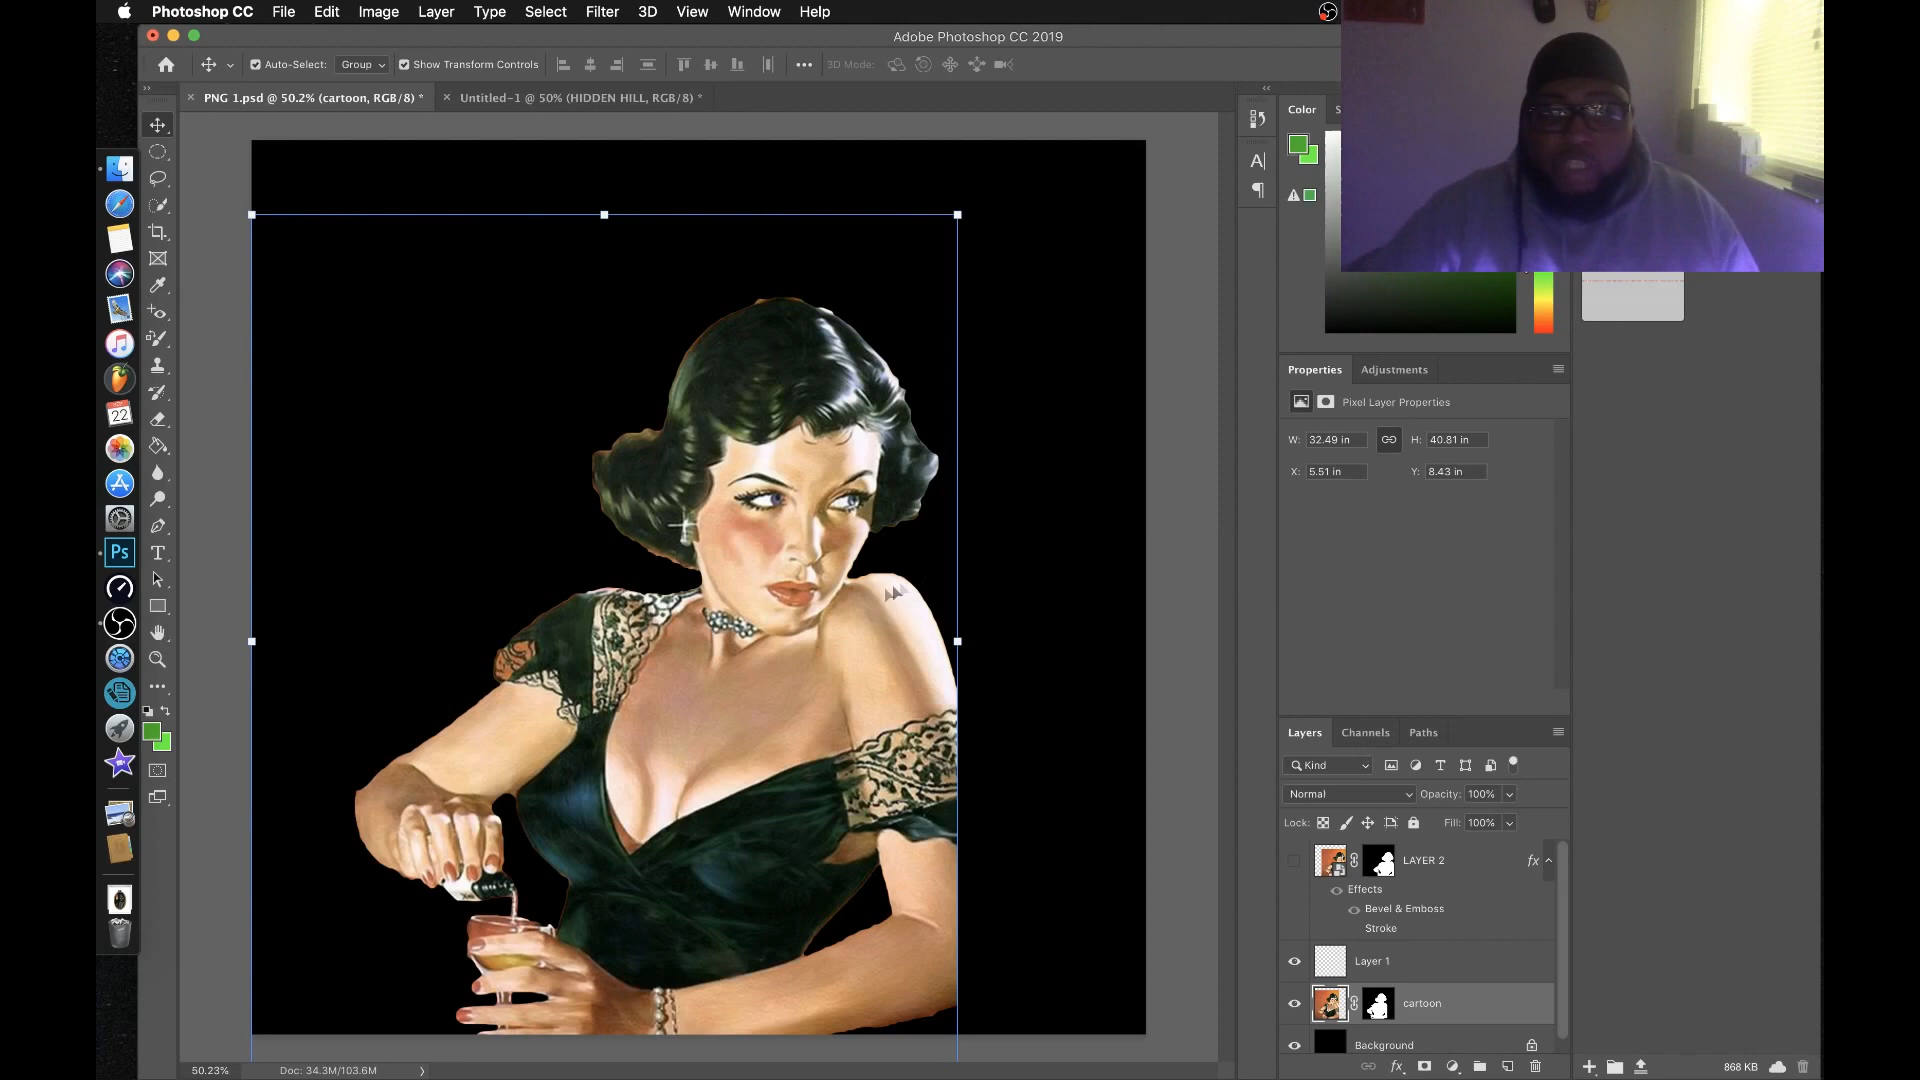 Photoshop CC File Edit Image Layer Type Select Filter 3D View Window Help
Adobe Photoshop CC 2019
Auto-Select: Group Show Transform Controls 3D Mode:
PNG 1.psd @ 50.2% (cartoon, RGB/8) * Untitled-1 @ 50% (HIDDEN HILL, RGB/8) *
Color S
A
Properties Adjustments
Pixel Layer Properties
W: 32.49 in H: 40.81 in
X: 5.51 in Y: 8.43 in
22
Ps
T
Layers Channels Paths
Kind
Normal Opacity: 100%
Lock: Fill: 100%
LAYER 2 fx
Effects
Bevel & Emboss
Stroke
Layer 1
cartoon
Background
50.23% Doc: 34.3M/103.6M fx 868 KB